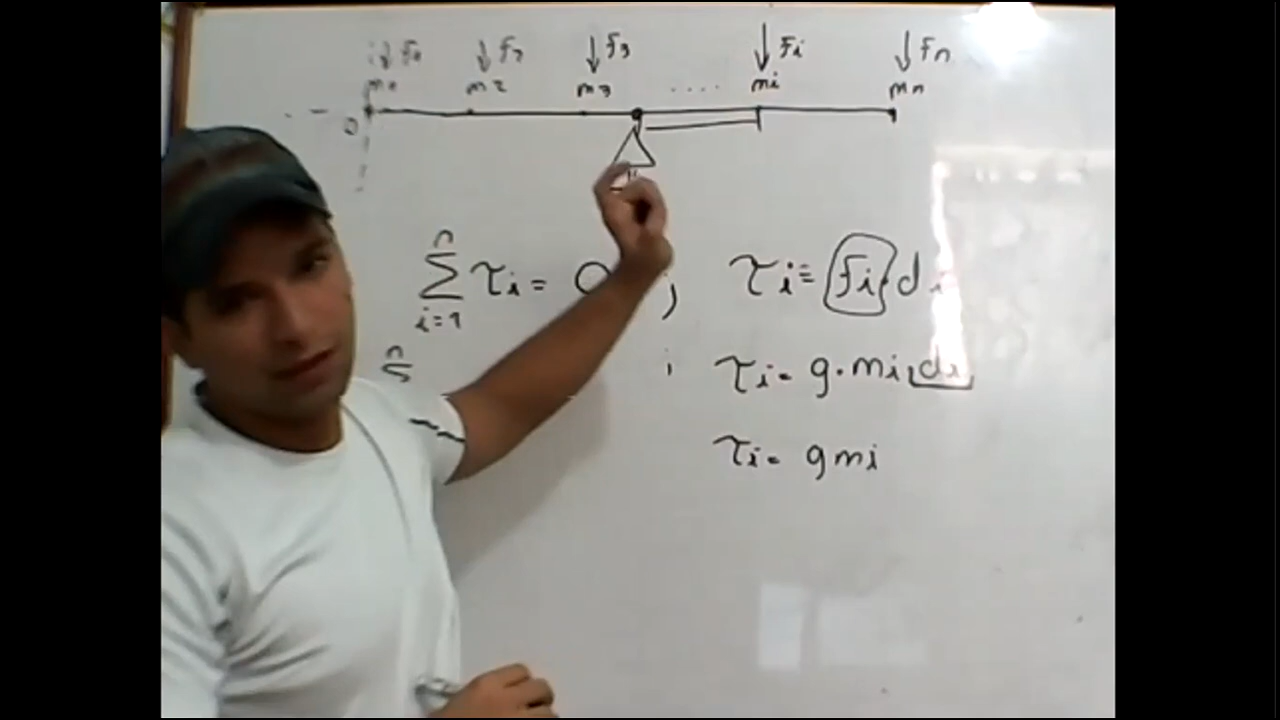 f1 f2 f3 fi fn
m1 m2 m3 .... mi mn
0
n
∑ τi = 0 ; τi = fi · di
i=1
n
τi = g · mi · di
τi = g mi